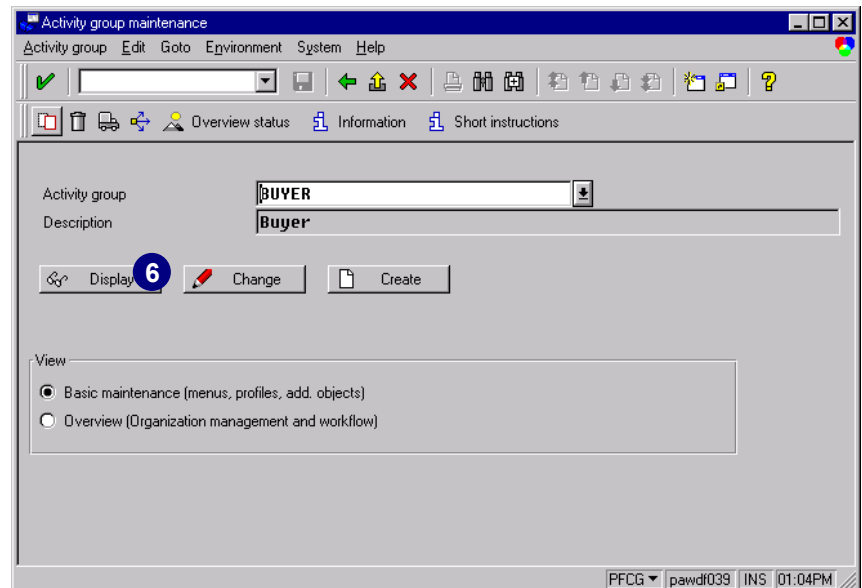 Activity group maintenance
Activity group Edit Goto Environment System Help
Overview status Information Short instructions
Activity group BUYER
Description Buyer
Display 6 Change Create
View
Basic maintenance (menus, profiles, add. objects)
Overview (Organization management and workflow)
PFCG pawdf039 INS 01:04PM